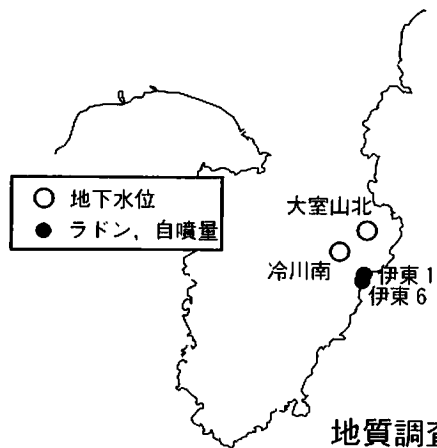 ○ 地下水位
● ラドン，自噴量
大室山北
冷川南
伊東1
伊東6
地質調